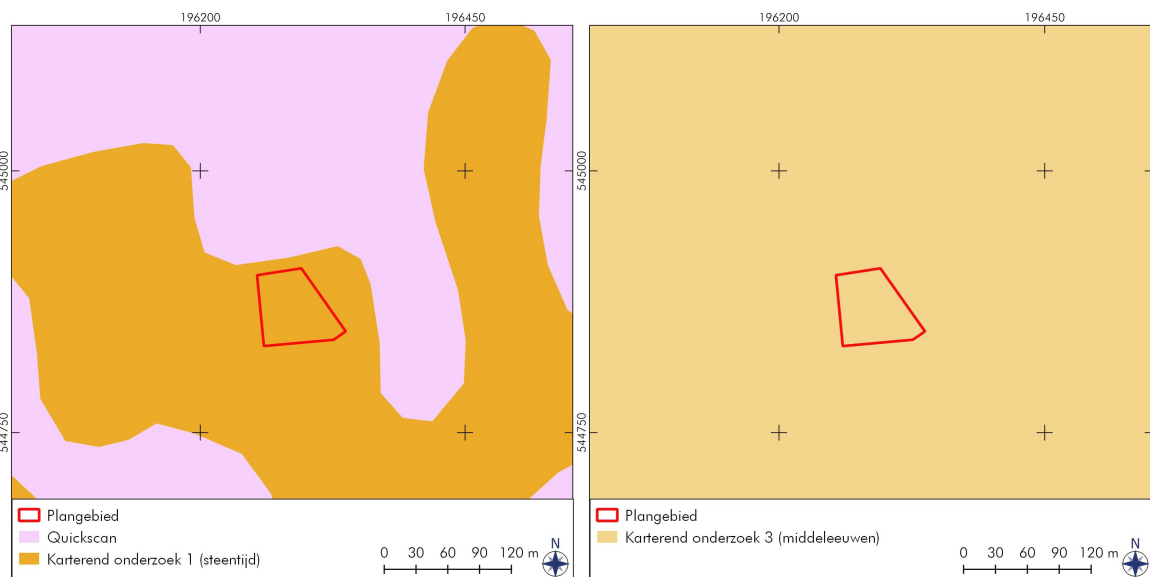 196200
196450
545000
544750
Plangebied
Quickscan
Karterend onderzoek 1 (steentijd)
0 30 60 90 120 m
N
196200
196450
545000
544750
Plangebied
Karterend onderzoek 3 (middeleeuwen)
0 30 60 90 120 m
N